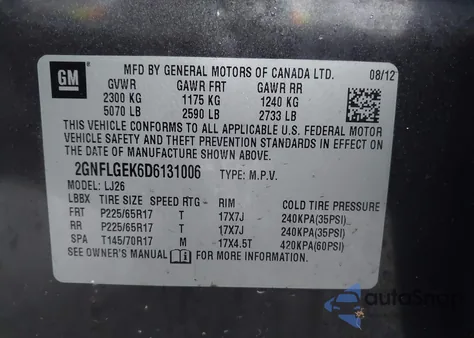 GM
MFD BY GENERAL MOTORS OF CANADA LTD. 08/12
GVWR GAWR FRT GAWR RR
2300 KG 1175 KG 1240 KG
5070 LB 2590 LB 2733 LB
THIS VEHICLE CONFORMS TO ALL APPLICABLE U.S. FEDERAL MOTOR
VEHICLE SAFETY AND THEFT PREVENTION STANDARDS IN EFFECT ON
THE DATE OF MANUFACTURE SHOWN ABOVE.
2GNFLGEK6D6131006 TYPE: M.P.V.
MODEL: LJ26
LBBX TIRE SIZE SPEED RTG - RIM COLD TIRE PRESSURE
FRT P225/65R17 T 17X7J 240KPA(35PSI)
RR P225/65R17 T 17X7J 240KPA(35PSI)
SPA T145/70R17 M 17X4.5T 420KPA(60PSI)
SEE OWNER'S MANUAL FOR MORE INFORMATION.
autoSnap